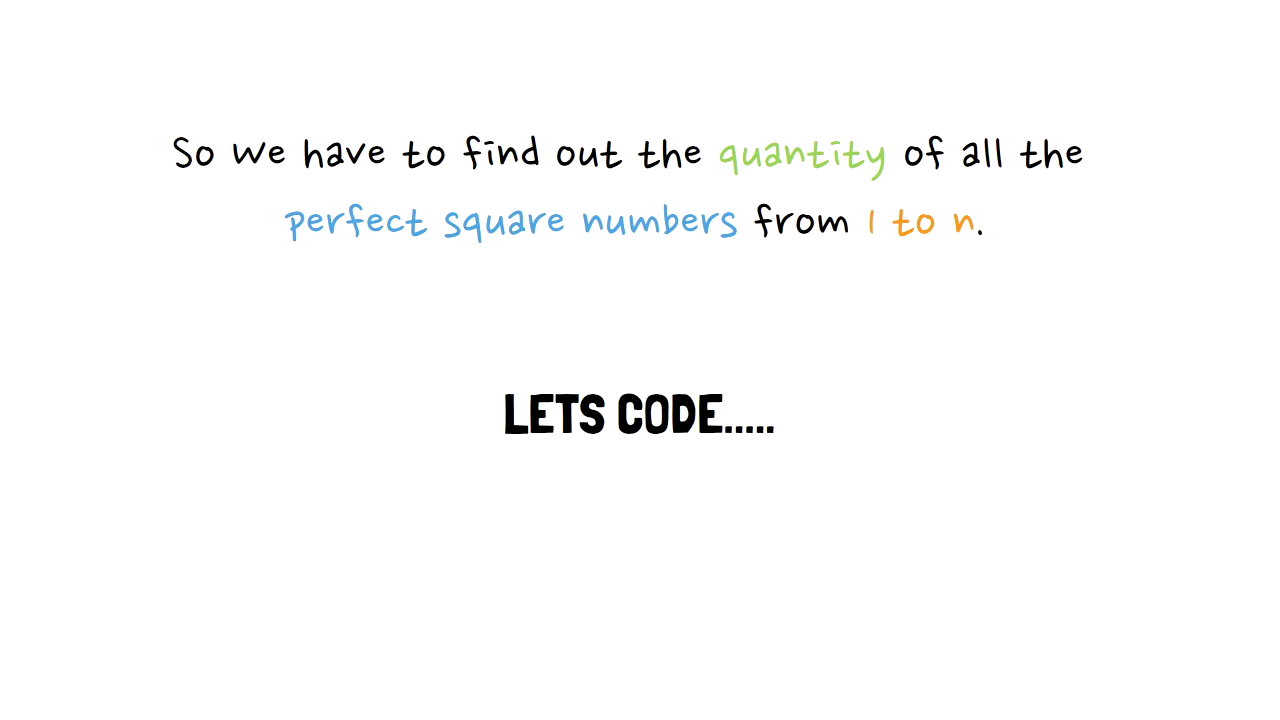 So we have to find out the quantity of all the
perfect square numbers from 1 to n.
LETS CODE.....